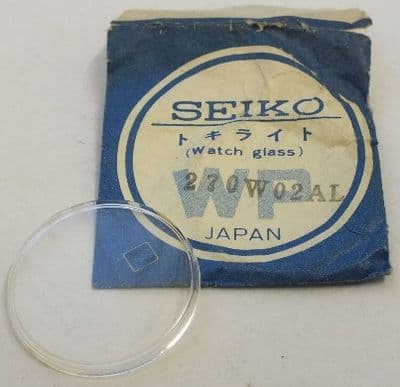 SEIKO
トキライト
(Watch glass)
270W02AL
WP
JAPAN